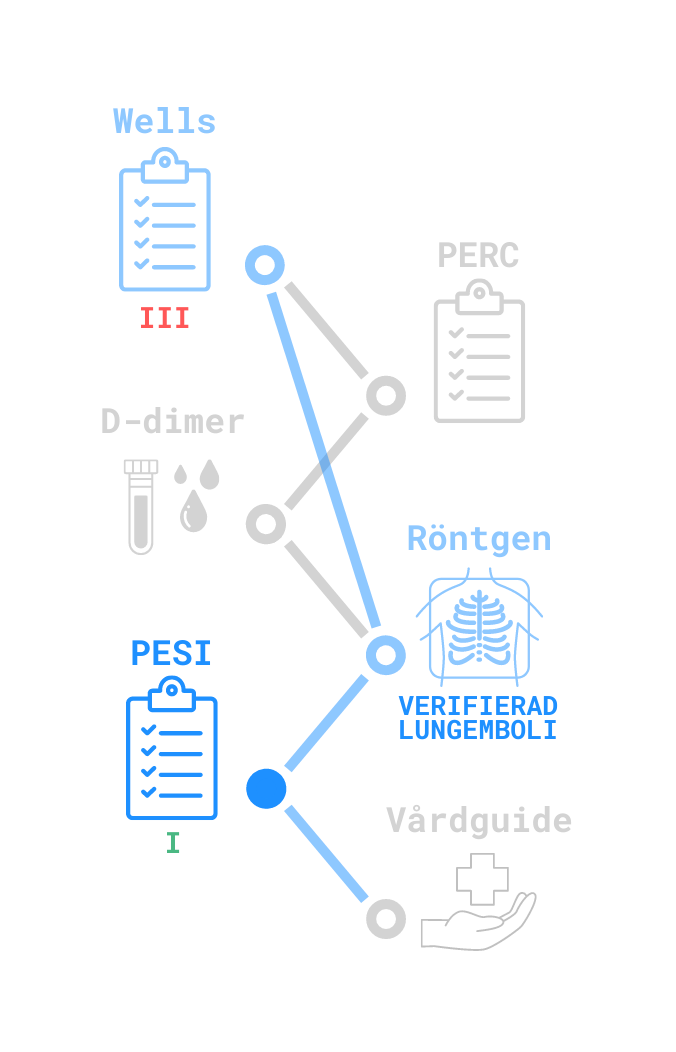 Wells
III
PERC
D-dimer
Röntgen
VERIFIERAD
LUNGEMBOLI
PESI
I
Vårdguide